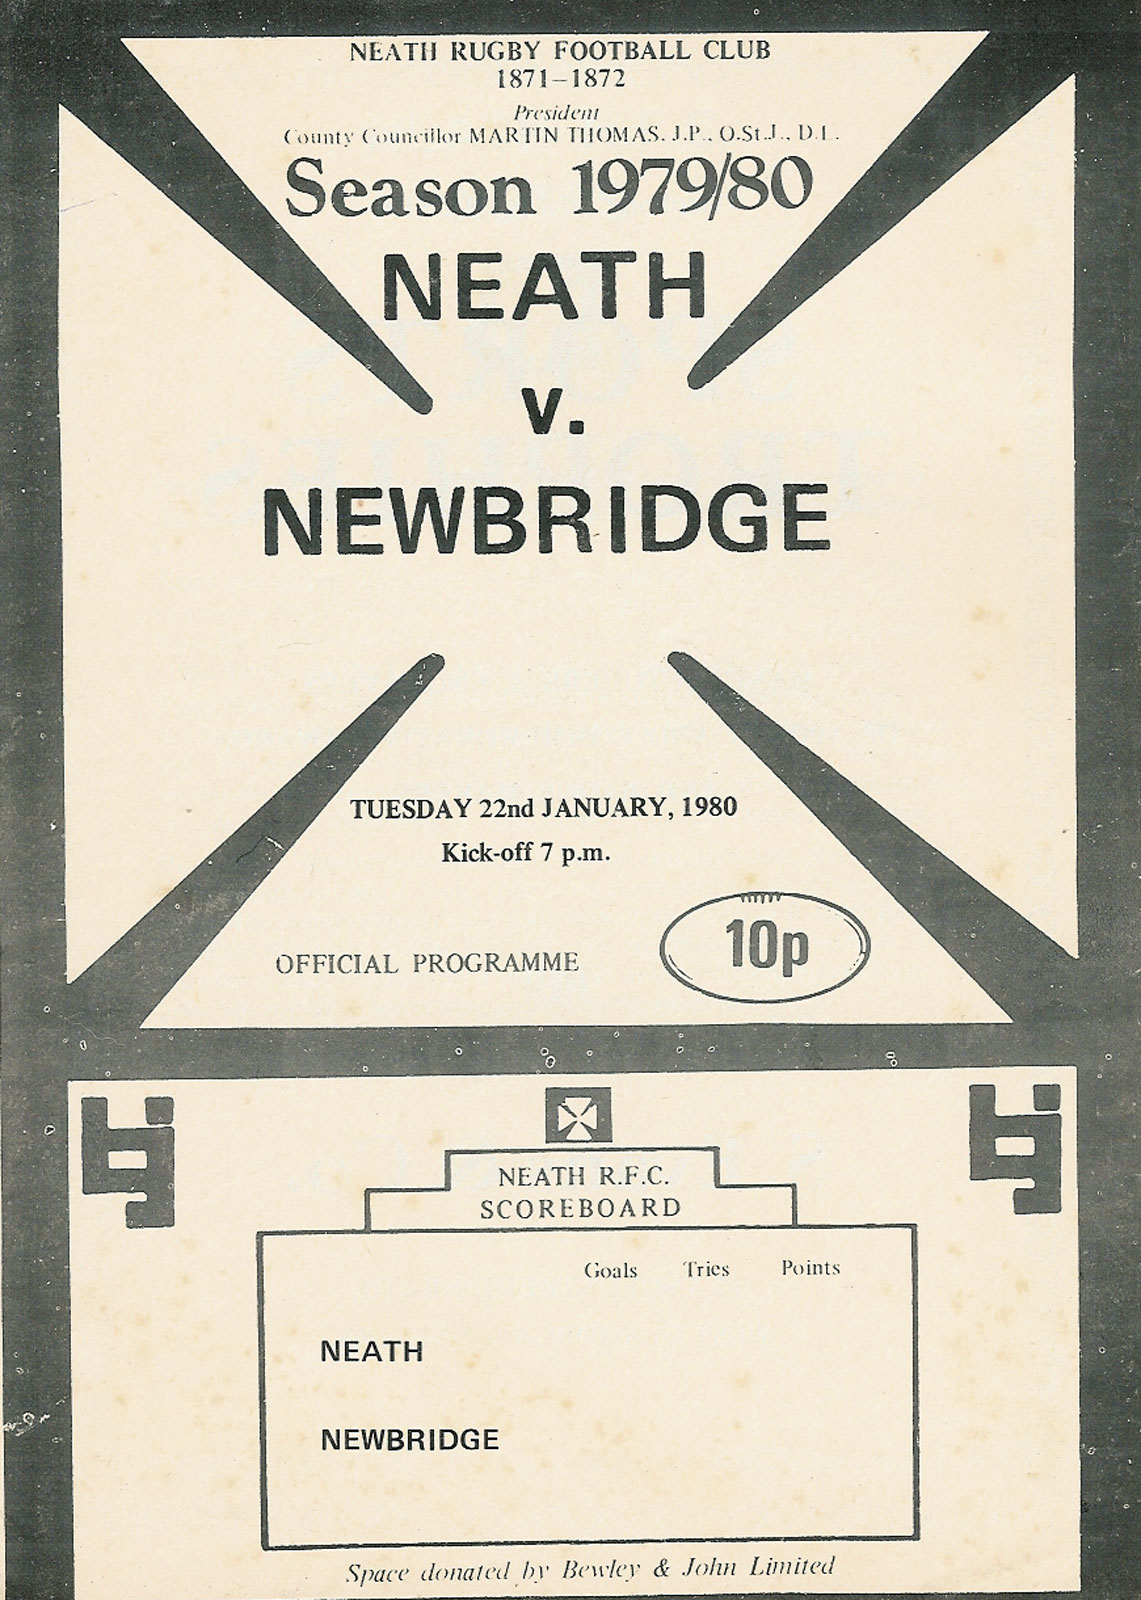 NEATH RUGBY FOOTBALL CLUB
1871–1872
President
County Councillor MARTIN THOMAS. J.P., O.St.J., D.L.
Season 1979/80
NEATH
v.
NEWBRIDGE
TUESDAY 22nd JANUARY, 1980
Kick-off 7 p.m.
OFFICIAL PROGRAMME
10p
NEATH R.F.C.
SCOREBOARD
Goals Tries Points
NEATH
NEWBRIDGE
Space donated by Bewley & John Limited